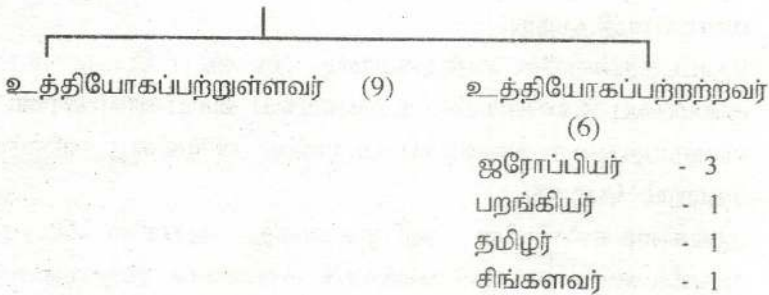 உத்தியோகப்பற்றுள்ளவர் (9) உத்தியோகப்பற்றற்றவர்
(6)
ஐரோப்பியர் - 3
பறங்கியர் - 1
தமிழர் - 1
சிங்களவர் - 1